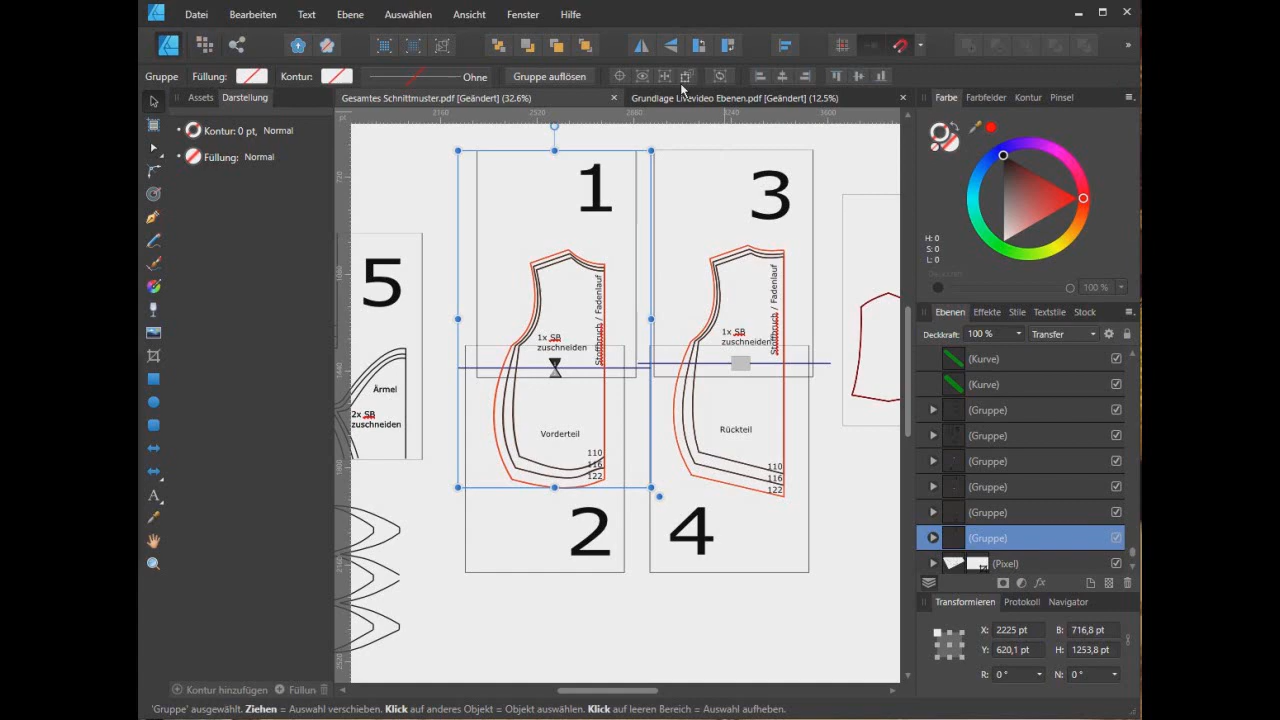 Datei Bearbeiten Text Ebene Auswählen Ansicht Fenster Hilfe
Gruppe Füllung: Kontur: Ohne Gruppe auflösen
Assets Darstellung
Gesamtes Schnittmuster.pdf [Geändert] (32.6%)
Grundlage Livevideo Ebenen.pdf [Geändert] (12.5%)
Farbe Farbfelder Kontur Pinsel
Kontur: 0 pt, Normal
Füllung: Normal
1
3
5
Stoffbruch / Fadenlauf
Stoffbruch / Fadenlauf
1x SB
zuschneiden
1x SB
zuschneiden
Ärmel
2x SB
zuschneiden
Vorderteil
Rückteil
110
116
122
110
116
122
2
4
H: 0
S: 0
L: 0
Deckkraft
100 %
Ebenen Effekte Stile Textstile Stock
Deckkraft: 100 % Transfer
(Kurve)
(Kurve)
(Gruppe)
(Gruppe)
(Gruppe)
(Gruppe)
(Gruppe)
(Gruppe)
(Pixel)
Transformieren Protokoll Navigator
X: 2225 pt B: 716,8 pt
Y: 620,1 pt H: 1253,8 pt
R: 0 ° N: 0 °
Kontur hinzufügen Füllun
'Gruppe' ausgewählt. Ziehen = Auswahl verschieben. Klick auf anderes Objekt = Objekt auswählen. Klick auf leeren Bereich = Auswahl aufheben.